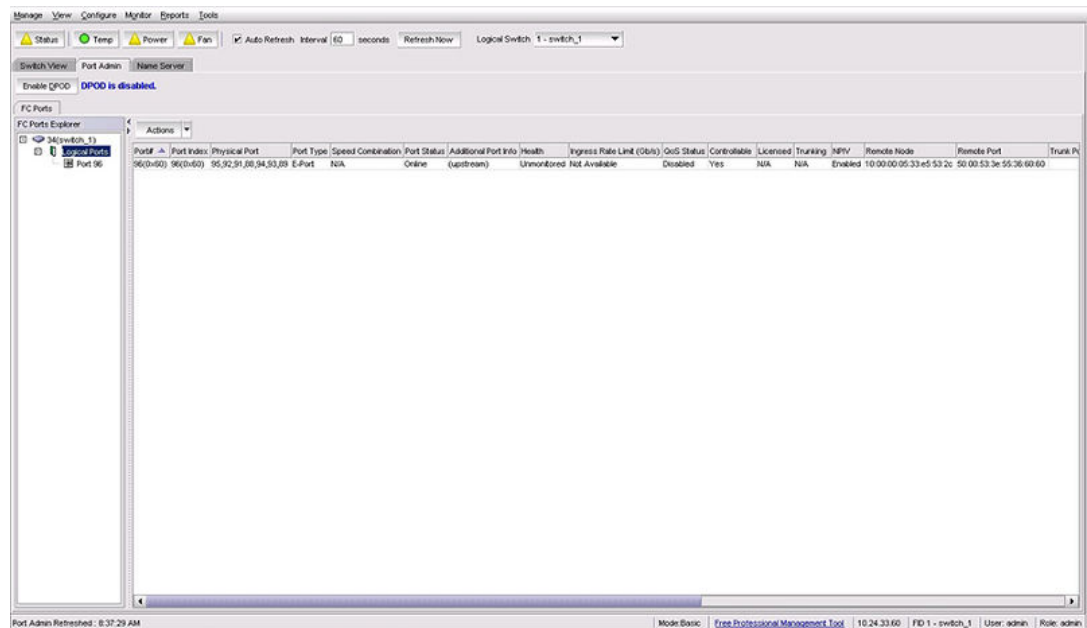 Manage View Configure Monitor Reports Tools
Status Temp Power Fan Auto Refresh Interval 60 seconds Refresh Now Logical Switch 1 - switch_1
Switch View Port Admin Name Server
Enable DPOD DPOD is disabled.
FC Ports
FC Ports Explorer
34(switch_1)
Logical Ports
Port 96
Actions
Port# Port Index Physical Port Port Type Speed Combination Port Status Additional Port Info Health Ingress Rate Limit (Gb/s) QoS Status Controllable Licensed Trunking NPIV Remote Node Remote Port Trunk Po
96(0x60) 96(0x60) 95,92,91,88,94,93,89 E-Port N/A Online (upstream) Unmonitored Not Available Disabled Yes N/A N/A Enabled 10:00:00:05:33:e5:53:2c 50:00:53:3e:55:36:60:60
Port Admin Refreshed : 8:37:29 AM Mode:Basic Free Professional Management Tool 10.24.33.60 FID 1 - switch_1 User: admin Role: admin